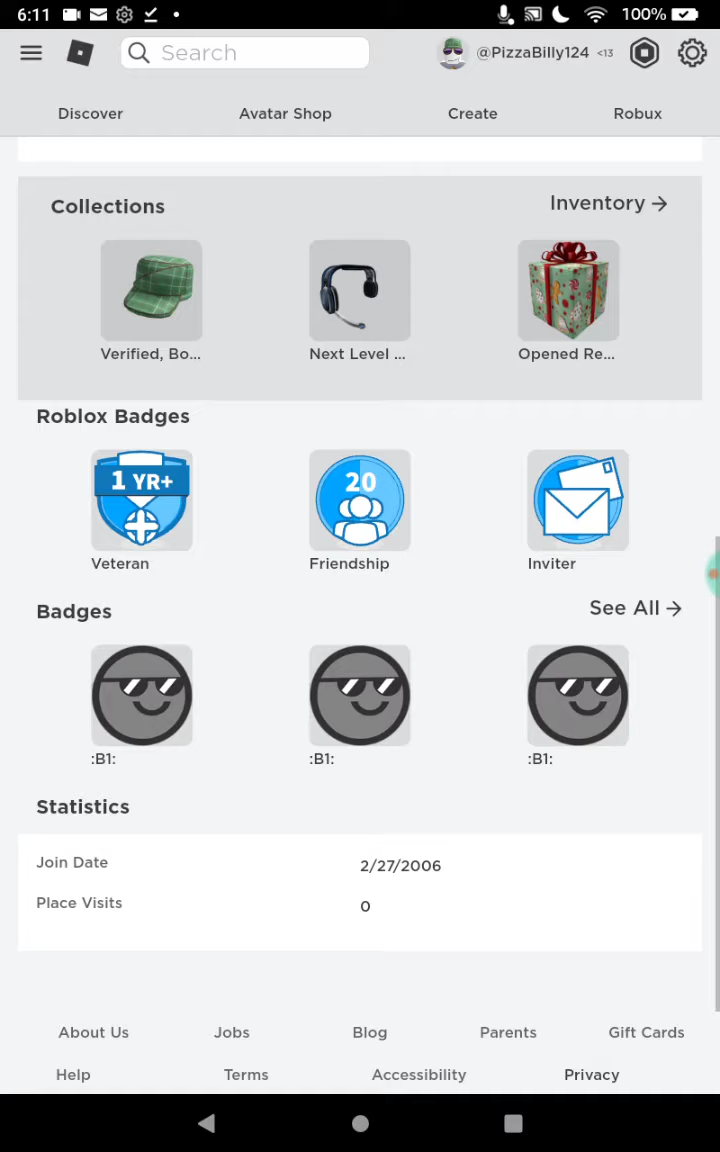 6:11 100%
Search @PizzaBilly124 <13
Discover Avatar Shop Create Robux
Collections Inventory →
Verified, Bo... Next Level ... Opened Re...
Roblox Badges
1 YR+ 20
Veteran Friendship Inviter
Badges See All →
:B1: :B1: :B1:
Statistics
Join Date 2/27/2006
Place Visits 0
About Us Jobs Blog Parents Gift Cards
Help Terms Accessibility Privacy